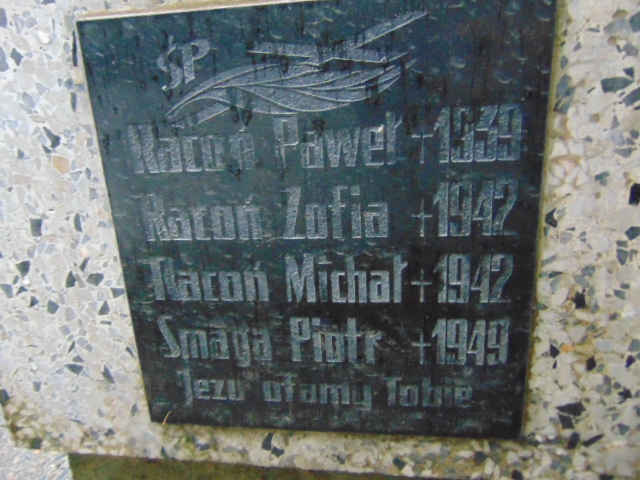 ŚP
Racoń Paweł +1939
Racoń Zofia +1942
Racoń Michał +1942
Smaga Piotr +1949
Jezu ufamy Tobie